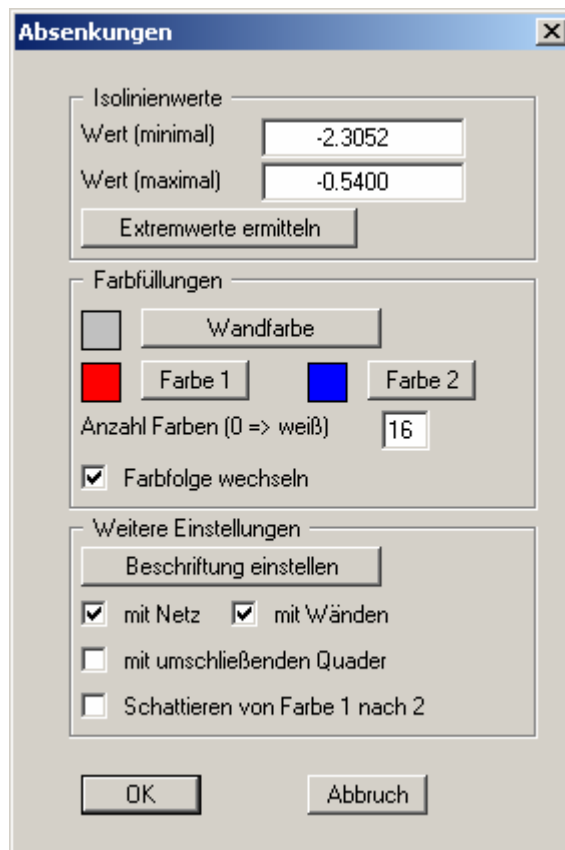 Absenkungen
Isolinienwerte
Wert (minimal) -2.3052
Wert (maximal) -0.5400
Extremwerte ermitteln
Farbfüllungen
Wandfarbe
Farbe 1 Farbe 2
Anzahl Farben (0 => weiß) 16
Farbfolge wechseln
Weitere Einstellungen
Beschriftung einstellen
mit Netz mit Wänden
mit umschließenden Quader
Schattieren von Farbe 1 nach 2
OK Abbruch